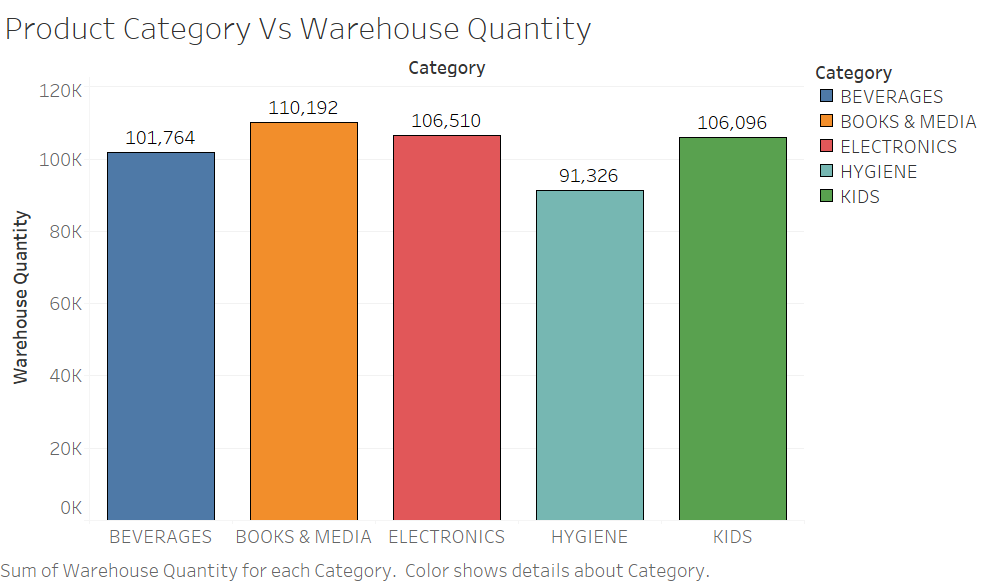 Product Category Vs Warehouse Quantity
Category
Category
BEVERAGES
BOOKS & MEDIA
ELECTRONICS
HYGIENE
KIDS
Warehouse Quantity
120K
100K
80K
60K
40K
20K
0K
101,764
110,192
106,510
91,326
106,096
BEVERAGES BOOKS & MEDIA ELECTRONICS HYGIENE KIDS
Sum of Warehouse Quantity for each Category. Color shows details about Category.